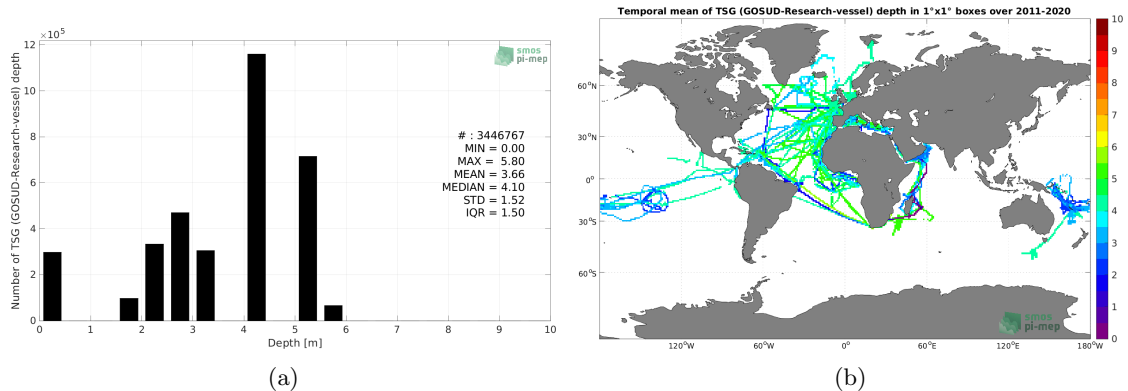 ×10⁵
12
10
8
6
4
2
0
Number of TSG (GOSUD-Research-vessel) depth
smos
pi-mep
# : 3446767
MIN = 0.00
MAX = 5.80
MEAN = 3.66
MEDIAN = 4.10
STD = 1.52
IQR = 1.50
0 1 2 3 4 5 6 7 8 9 10
Depth [m]
(a)
Temporal mean of TSG (GOSUD-Research-vessel) depth in 1°x1° boxes over 2011-2020
60°N
30°N
0°
30°S
60°S
120°W 60°W 0° 60°E 120°E 180°W
smos
pi-mep
10
9
8
7
6
5
4
3
2
1
0
(b)